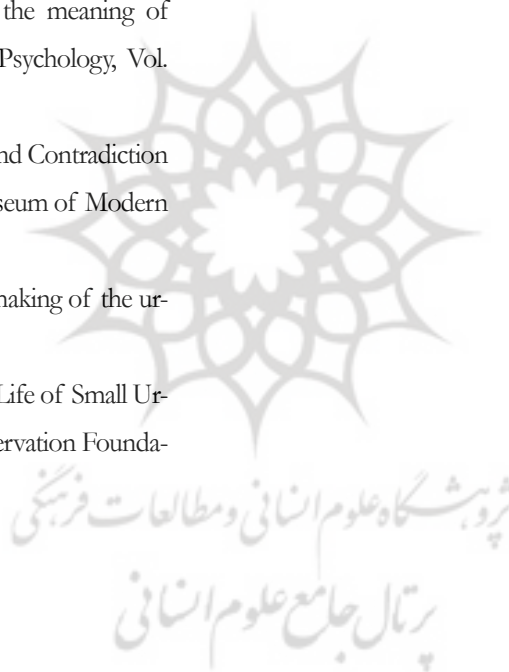 the meaning of
Psychology, Vol.
nd Contradiction
seum of Modern
making of the ur-
Life of Small Ur-
ervation Founda-
پژوهشگاه علوم انسانی و مطالعات فرهنگی
پرتال جامع علوم انسانی